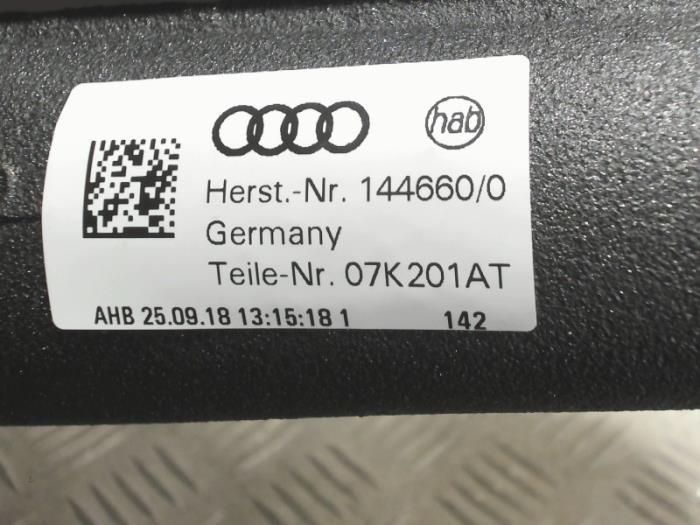 hab
Herst.-Nr. 144660/0
Germany
Teile-Nr. 07K201AT
AHB 25.09.18 13:15:18 1 142